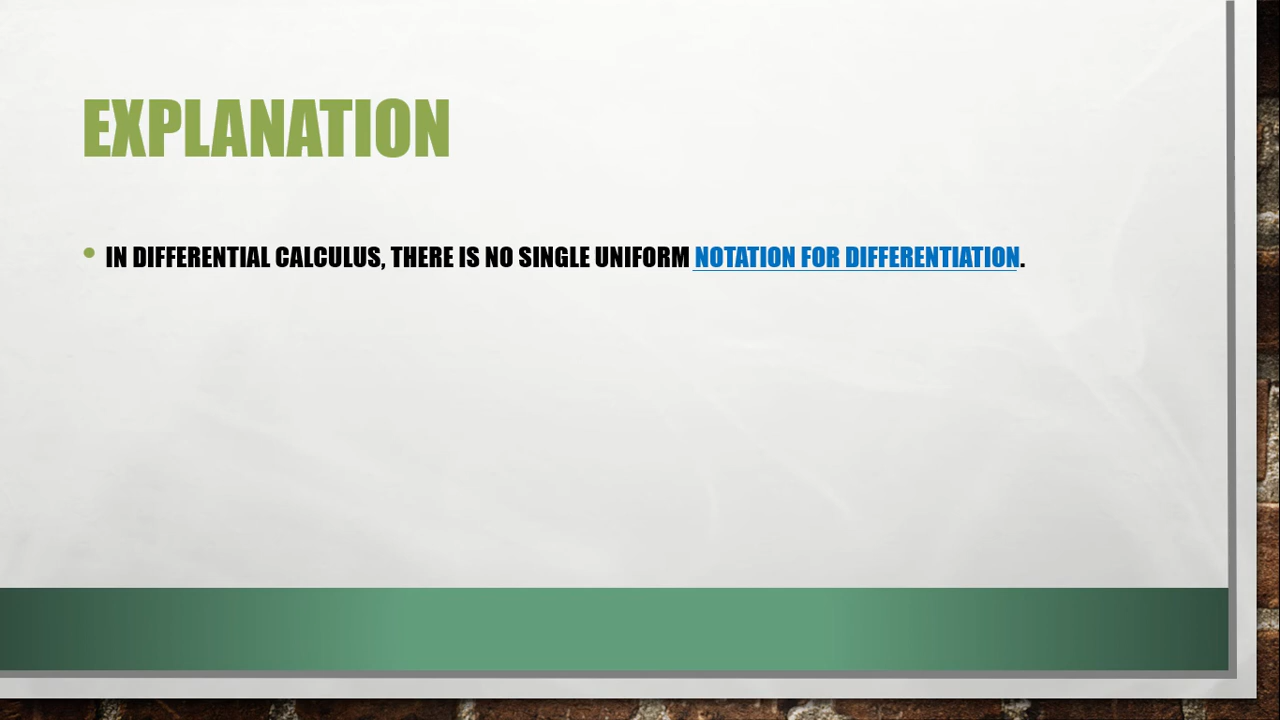 EXPLANATION
• IN DIFFERENTIAL CALCULUS, THERE IS NO SINGLE UNIFORM NOTATION FOR DIFFERENTIATION.